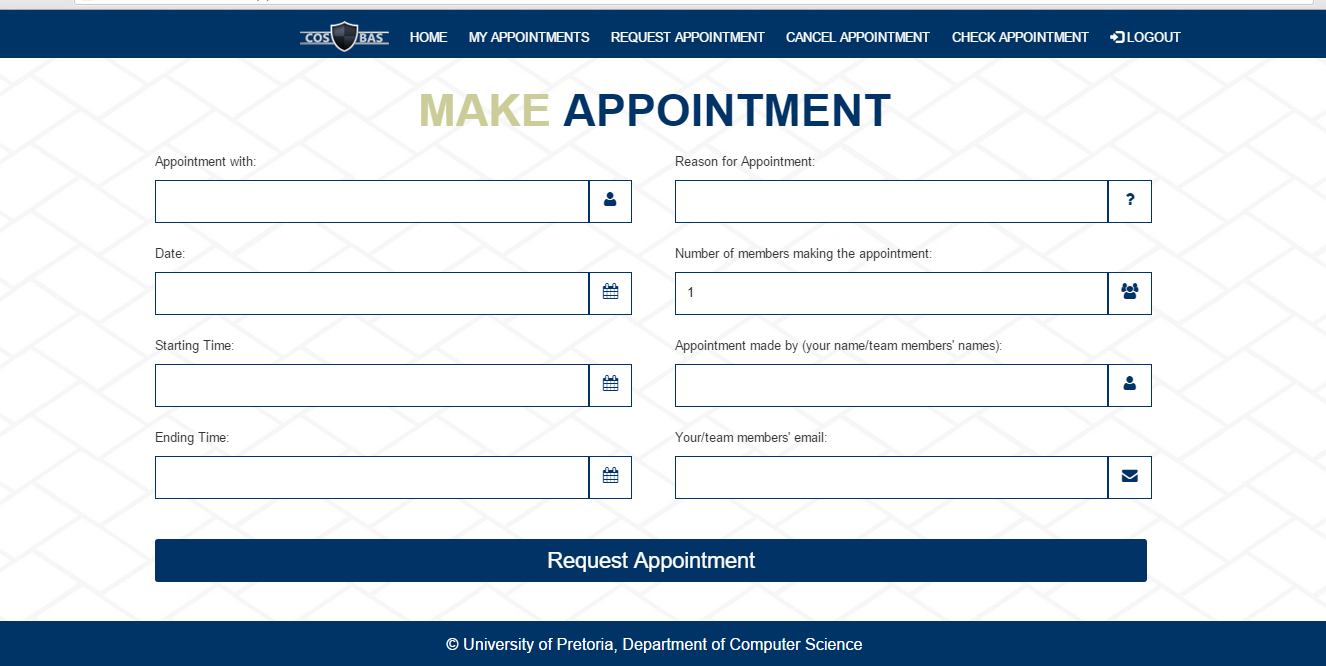 COS BAS HOME MY APPOINTMENTS REQUEST APPOINTMENT CANCEL APPOINTMENT CHECK APPOINTMENT LOGOUT
MAKE APPOINTMENT
Appointment with:
Reason for Appointment:
?
Date:
Number of members making the appointment:
1
Starting Time:
Appointment made by (your name/team members' names):
Ending Time:
Your/team members' email:
Request Appointment
© University of Pretoria, Department of Computer Science